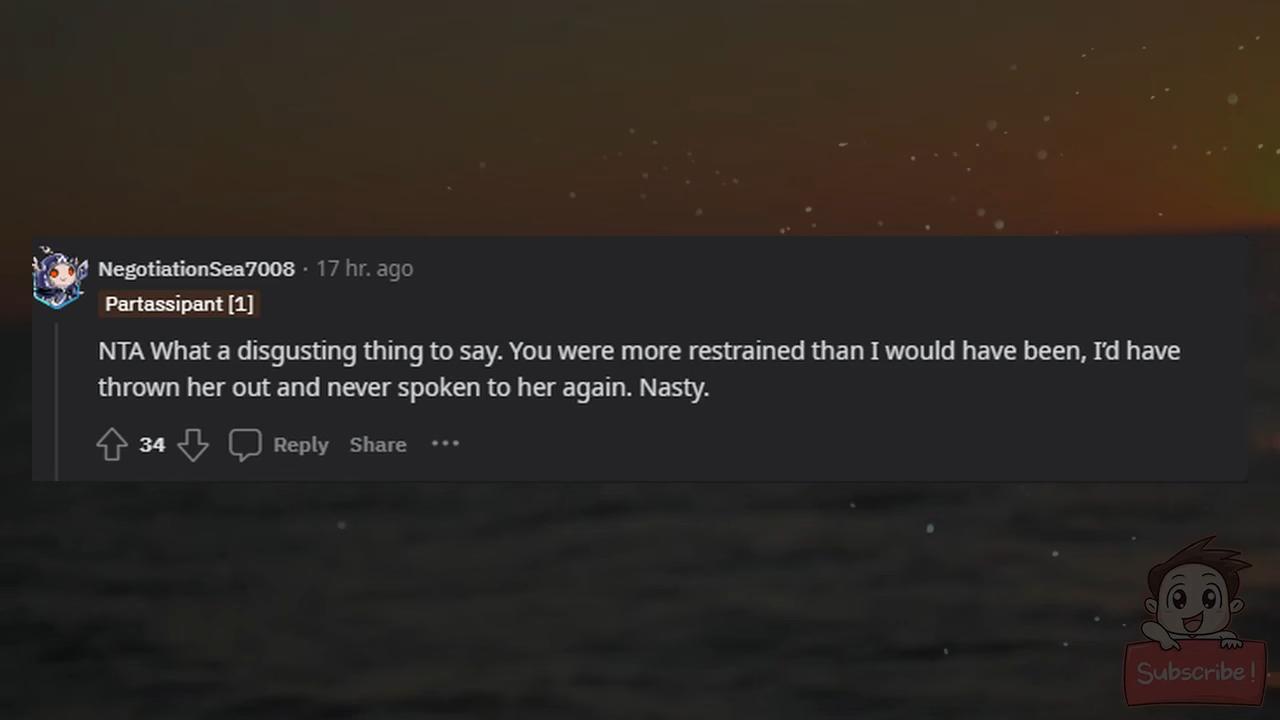 NegotiationSea7008 · 17 hr. ago
Partassipant [1]
NTA What a disgusting thing to say. You were more restrained than I would have been, I'd have
thrown her out and never spoken to her again. Nasty.
34 Reply Share •••
Subscribe!